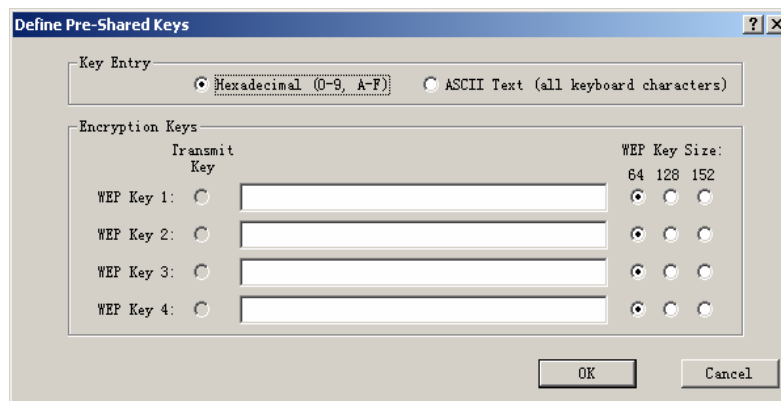 Define Pre-Shared Keys
Key Entry
Hexadecimal (0-9, A-F) ASCII Text (all keyboard characters)
Encryption Keys
Transmit Key WEP Key Size:
64 128 152
WEP Key 1:
WEP Key 2:
WEP Key 3:
WEP Key 4:
OK Cancel